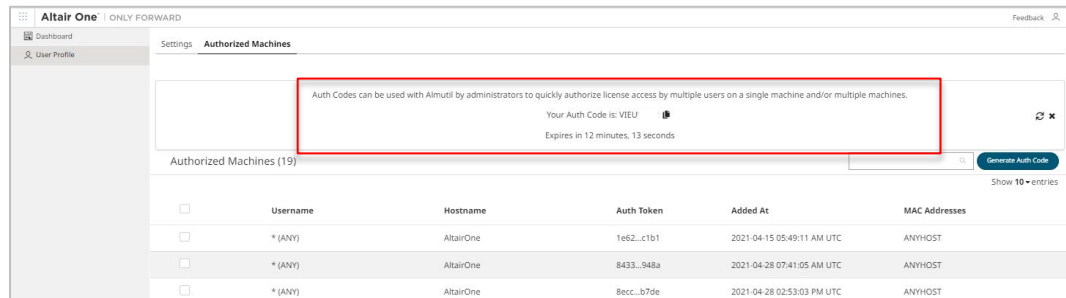 Altair One® | ONLY FORWARD
Feedback
Dashboard
User Profile
Settings Authorized Machines
Auth Codes can be used with Almutil by administrators to quickly authorize license access by multiple users on a single machine and/or multiple machines.
Your Auth Code is: VIEU
Expires in 12 minutes, 13 seconds
Authorized Machines (19)
Generate Auth Code
Show 10 entries
Username Hostname Auth Token Added At MAC Addresses
* (ANY) AltairOne 1e62...c1b1 2021-04-15 05:49:11 AM UTC ANYHOST
* (ANY) AltairOne 8433...948a 2021-04-28 07:41:05 AM UTC ANYHOST
* (ANY) AltairOne 8ecc...b7de 2021-04-28 02:53:03 PM UTC ANYHOST